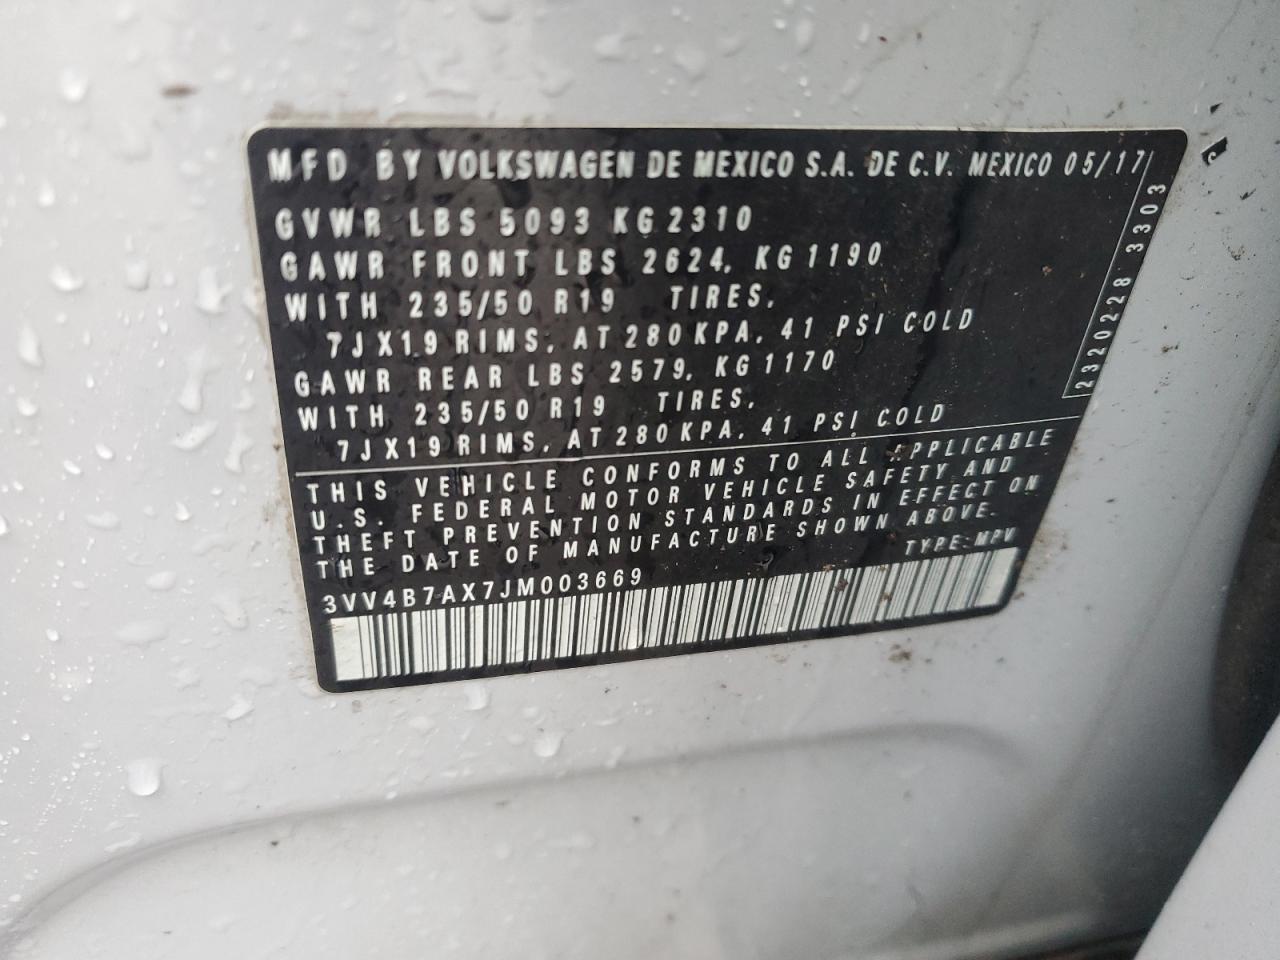 MFD BY VOLKSWAGEN DE MEXICO S.A. DE C.V. MEXICO 05/17
GVWR LBS 5093 KG 2310
GAWR FRONT LBS 2624, KG 1190
WITH 235/50 R19 TIRES,
7JX19 RIMS, AT 280 KPA, 41 PSI COLD
GAWR REAR LBS 2579, KG 1170
WITH 235/50 R19 TIRES,
7JX19 RIMS, AT 280 KPA, 41 PSI COLD
2320228 3303
THIS VEHICLE CONFORMS TO ALL APPLICABLE
U.S. FEDERAL MOTOR VEHICLE SAFETY AND
THEFT PREVENTION STANDARDS IN EFFECT ON
THE DATE OF MANUFACTURE SHOWN ABOVE.
TYPE: MPV
3VV4B7AX7JM003669